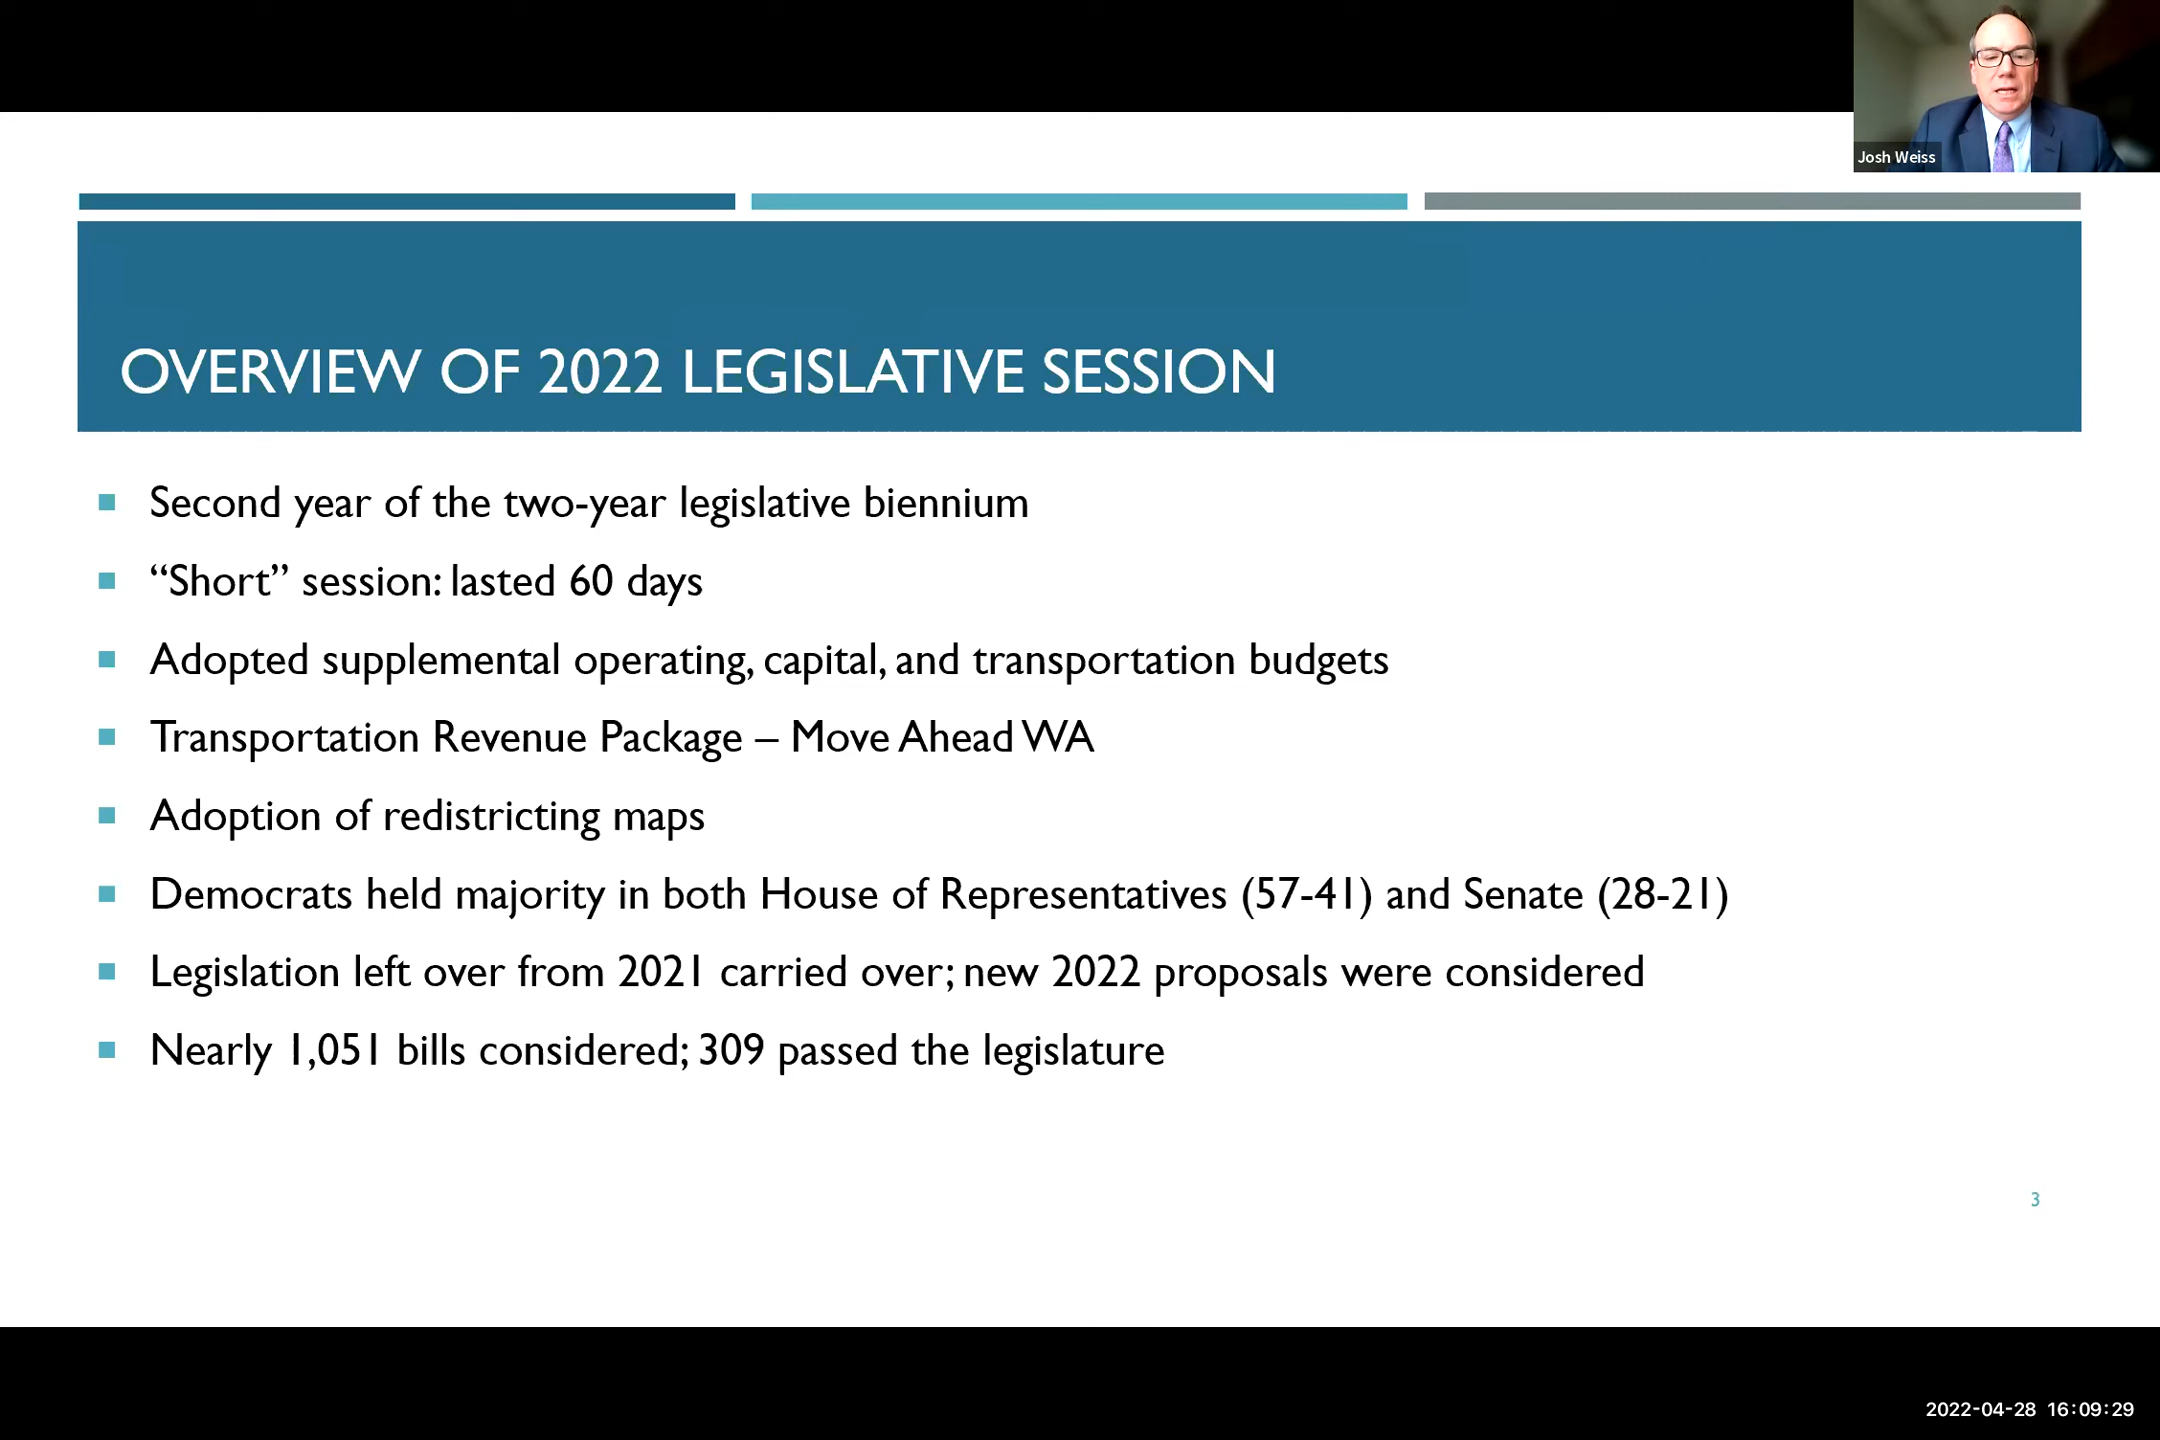 Josh Weiss
OVERVIEW OF 2022 LEGISLATIVE SESSION
Second year of the two-year legislative biennium
“Short” session: lasted 60 days
Adopted supplemental operating, capital, and transportation budgets
Transportation Revenue Package – Move Ahead WA
Adoption of redistricting maps
Democrats held majority in both House of Representatives (57-41) and Senate (28-21)
Legislation left over from 2021 carried over; new 2022 proposals were considered
Nearly 1,051 bills considered; 309 passed the legislature
3
2022-04-28 16:09:29